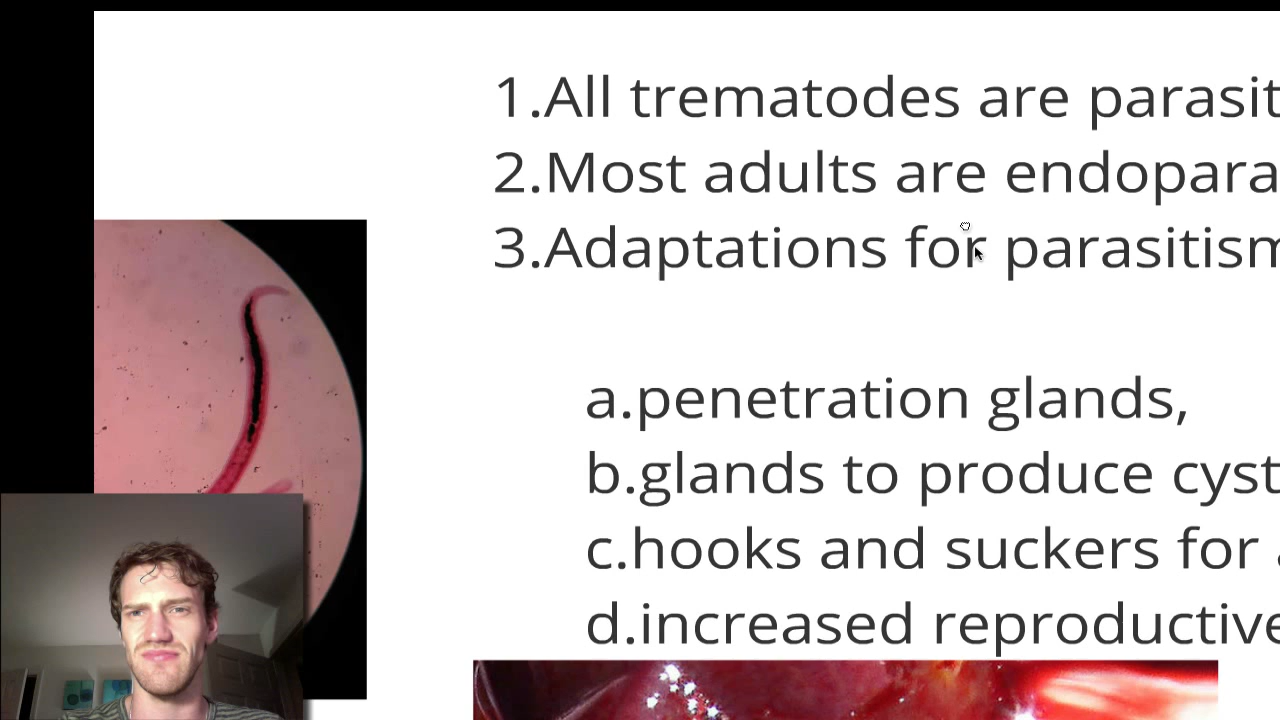 1.All trematodes are parasit
2.Most adults are endopara
3.Adaptations for parasitism
a.penetration glands,
b.glands to produce cyst
c.hooks and suckers for
d.increased reproductive